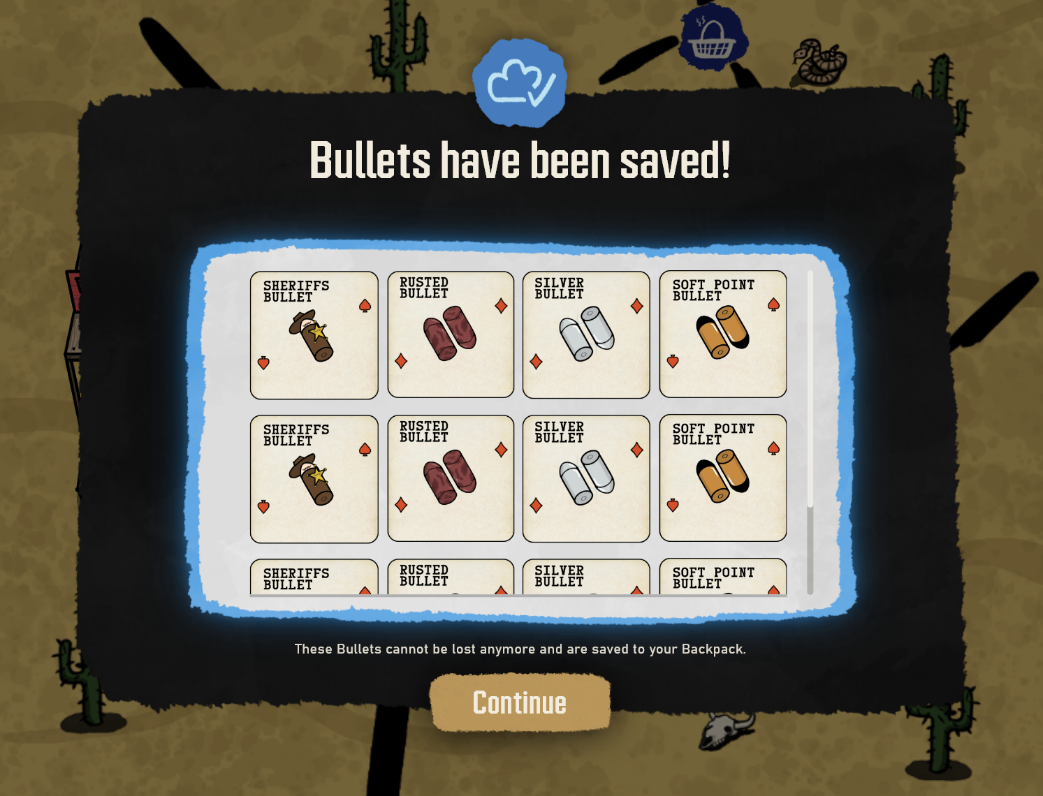 Bullets have been saved!
SHERIFFS
BULLET
RUSTED
BULLET
SILVER
BULLET
SOFT POINT
BULLET
SHERIFFS
BULLET
RUSTED
BULLET
SILVER
BULLET
SOFT POINT
BULLET
SHERIFFS
BULLET
RUSTED
BULLET
SILVER
BULLET
SOFT POINT
BULLET
These Bullets cannot be lost anymore and are saved to your Backpack.
Continue